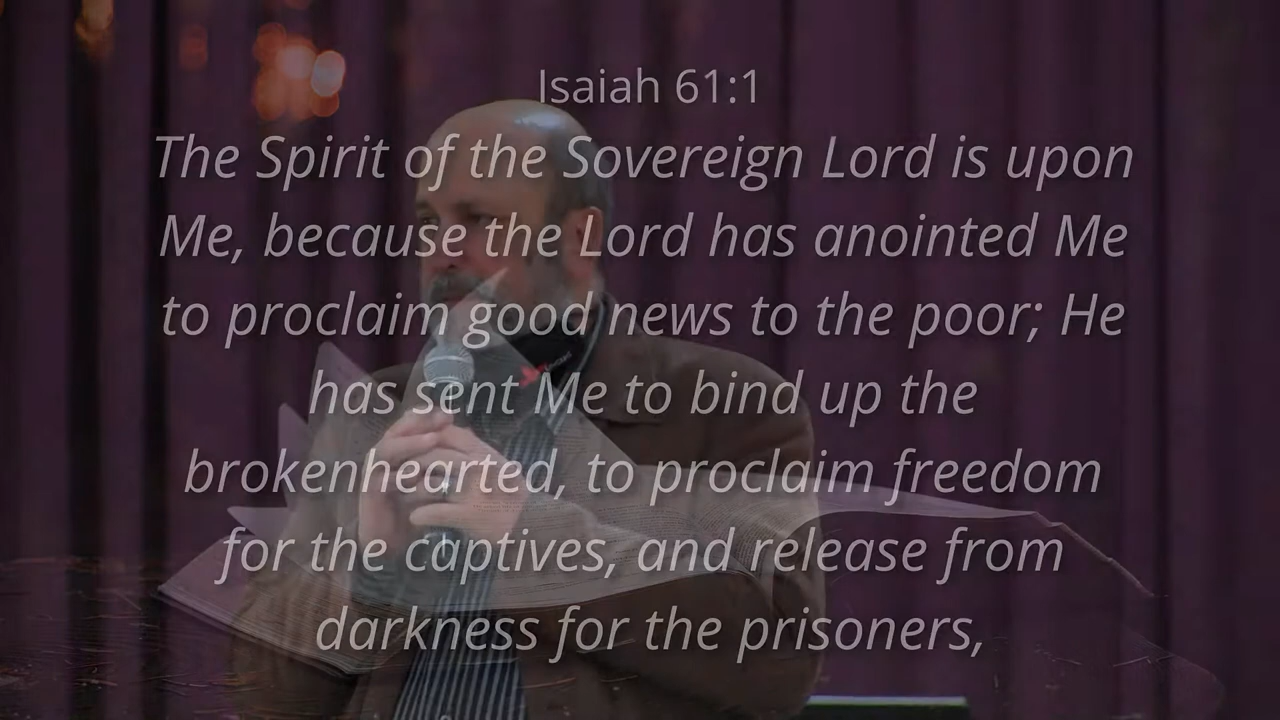 Isaiah 61:1
The Spirit of the Sovereign Lord is upon
Me, because the Lord has anointed Me
to proclaim good news to the poor; He
has sent Me to bind up the
brokenhearted, to proclaim freedom
for the captives, and release from
darkness for the prisoners,